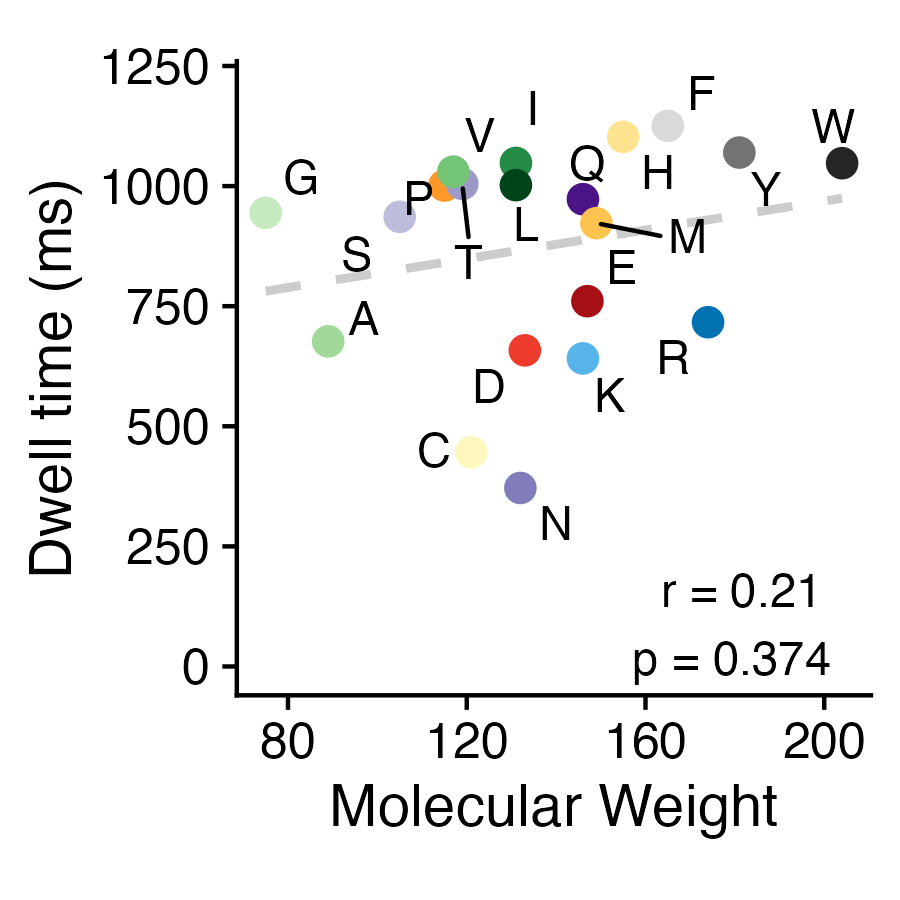 1250
1000
750
500
250
0
Dwell time (ms)
F
I
V
W
Q
G
H
Y
P
L
M
S
T
E
A
R
D
K
C
N
r = 0.21
p = 0.374
80 120 160 200
Molecular Weight